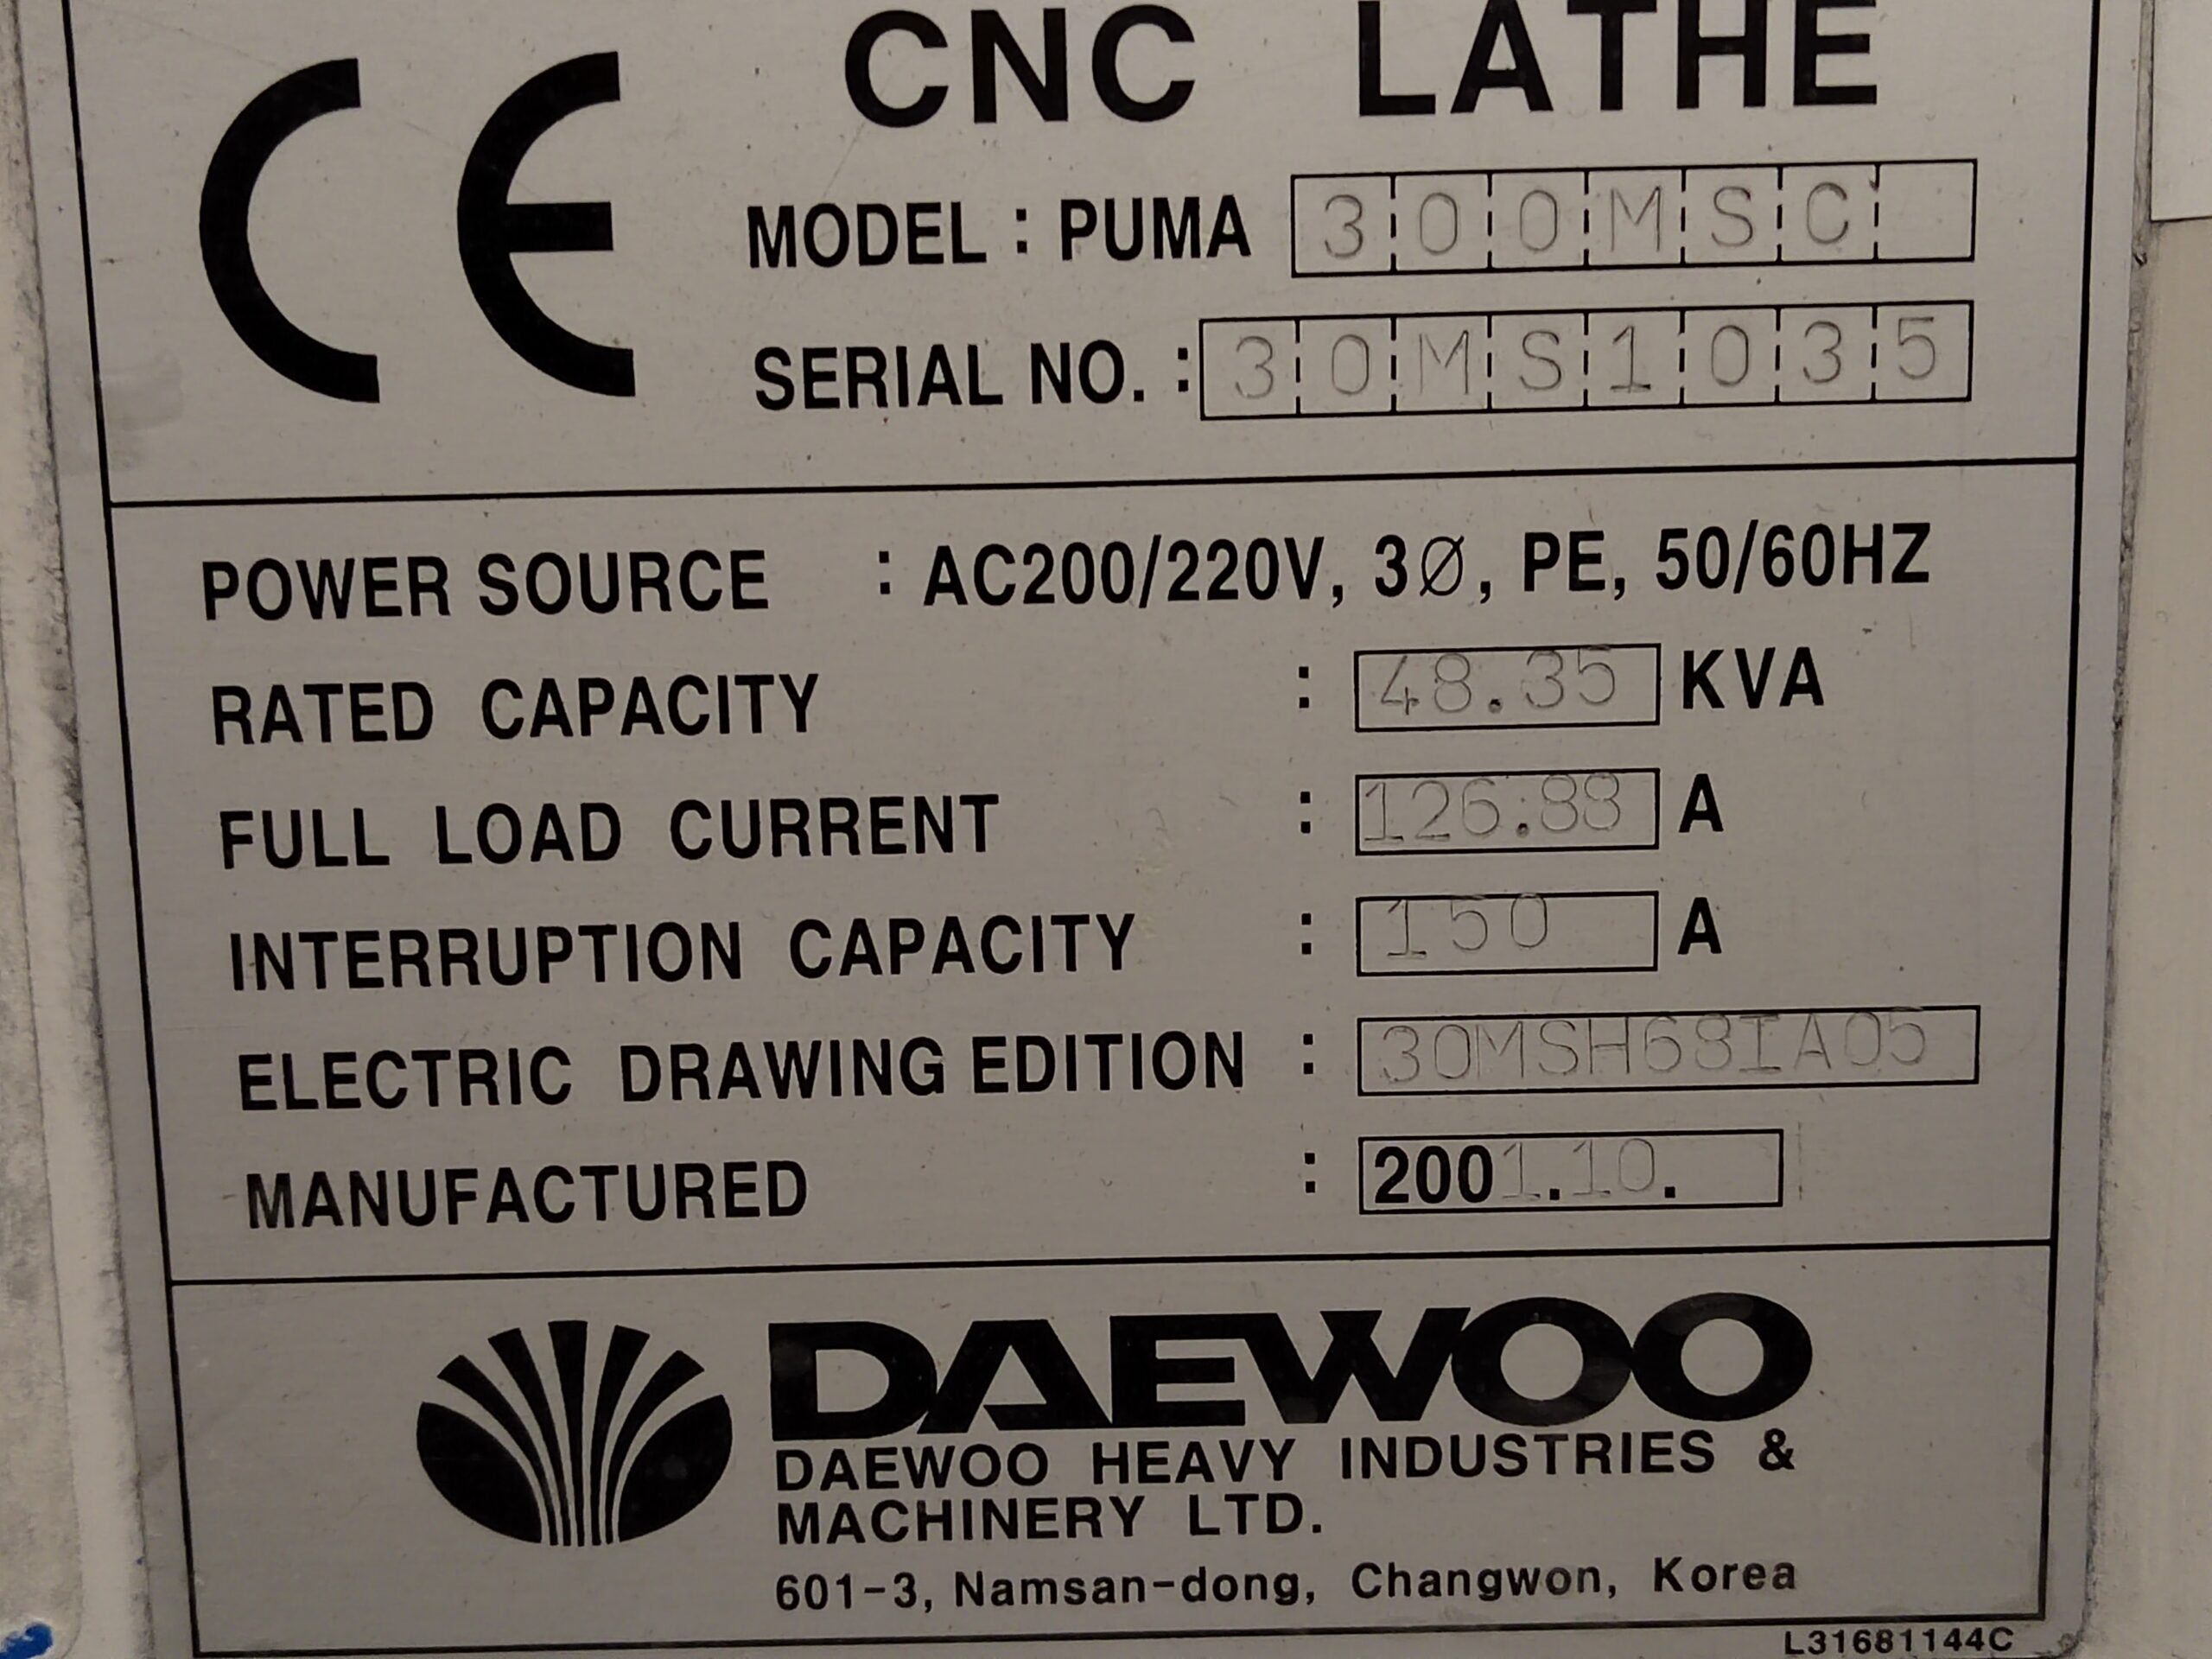 CE
CNC LATHE
MODEL : PUMA 300MSC
SERIAL NO. : 30MS1035
POWER SOURCE : AC200/220V, 3Ø, PE, 50/60HZ
RATED CAPACITY : 48.35 KVA
FULL LOAD CURRENT : 126.88 A
INTERRUPTION CAPACITY : 150 A
ELECTRIC DRAWING EDITION : 30MSH68IA05
MANUFACTURED : 2001.10.
DAEWOO
DAEWOO HEAVY INDUSTRIES &
MACHINERY LTD.
601-3, Namsan-dong, Changwon, Korea
L31681144C